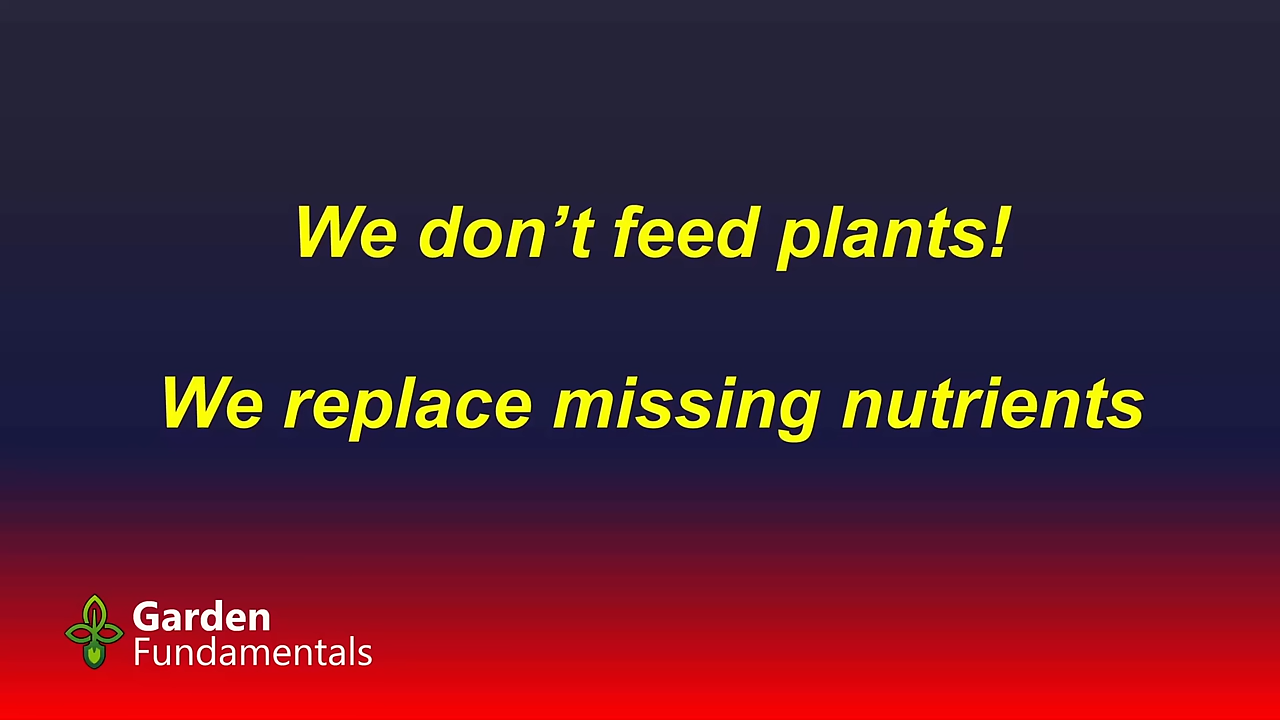 We don’t feed plants!
We replace missing nutrients
Garden
Fundamentals